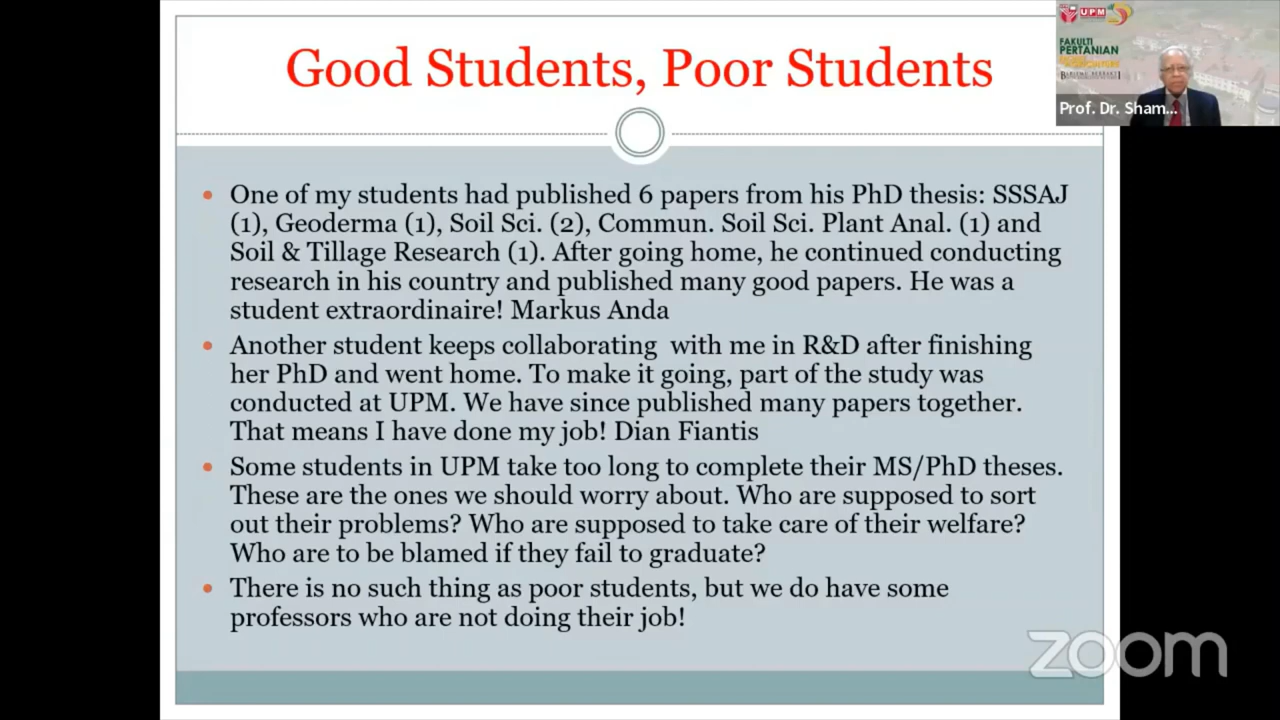 Good Students, Poor Students
• One of my students had published 6 papers from his PhD thesis: SSSAJ
(1), Geoderma (1), Soil Sci. (2), Commun. Soil Sci. Plant Anal. (1) and
Soil & Tillage Research (1). After going home, he continued conducting
research in his country and published many good papers. He was a
student extraordinaire! Markus Anda
• Another student keeps collaborating with me in R&D after finishing
her PhD and went home. To make it going, part of the study was
conducted at UPM. We have since published many papers together.
That means I have done my job! Dian Fiantis
• Some students in UPM take too long to complete their MS/PhD theses.
These are the ones we should worry about. Who are supposed to sort
out their problems? Who are supposed to take care of their welfare?
Who are to be blamed if they fail to graduate?
• There is no such thing as poor students, but we do have some
professors who are not doing their job!
UPM
FAKULTI
PERTANIAN
Prof. Dr. Sham...
zoom